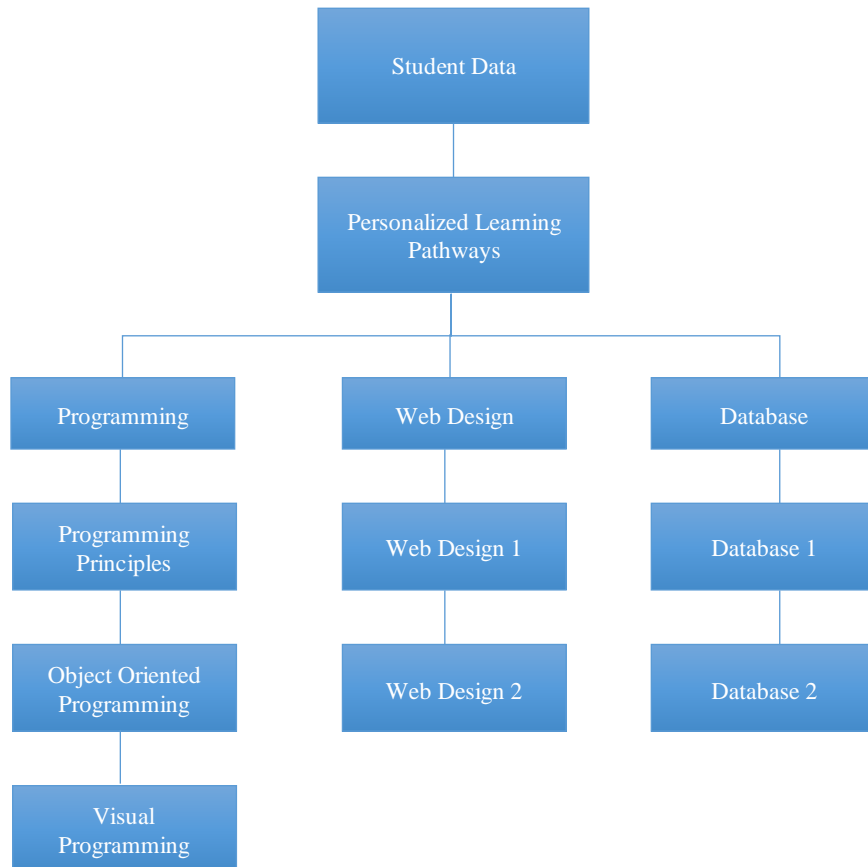 Student Data
Personalized Learning
Pathways
Programming
Web Design
Database
Programming
Principles
Web Design 1
Database 1
Object Oriented
Programming
Web Design 2
Database 2
Visual
Programming